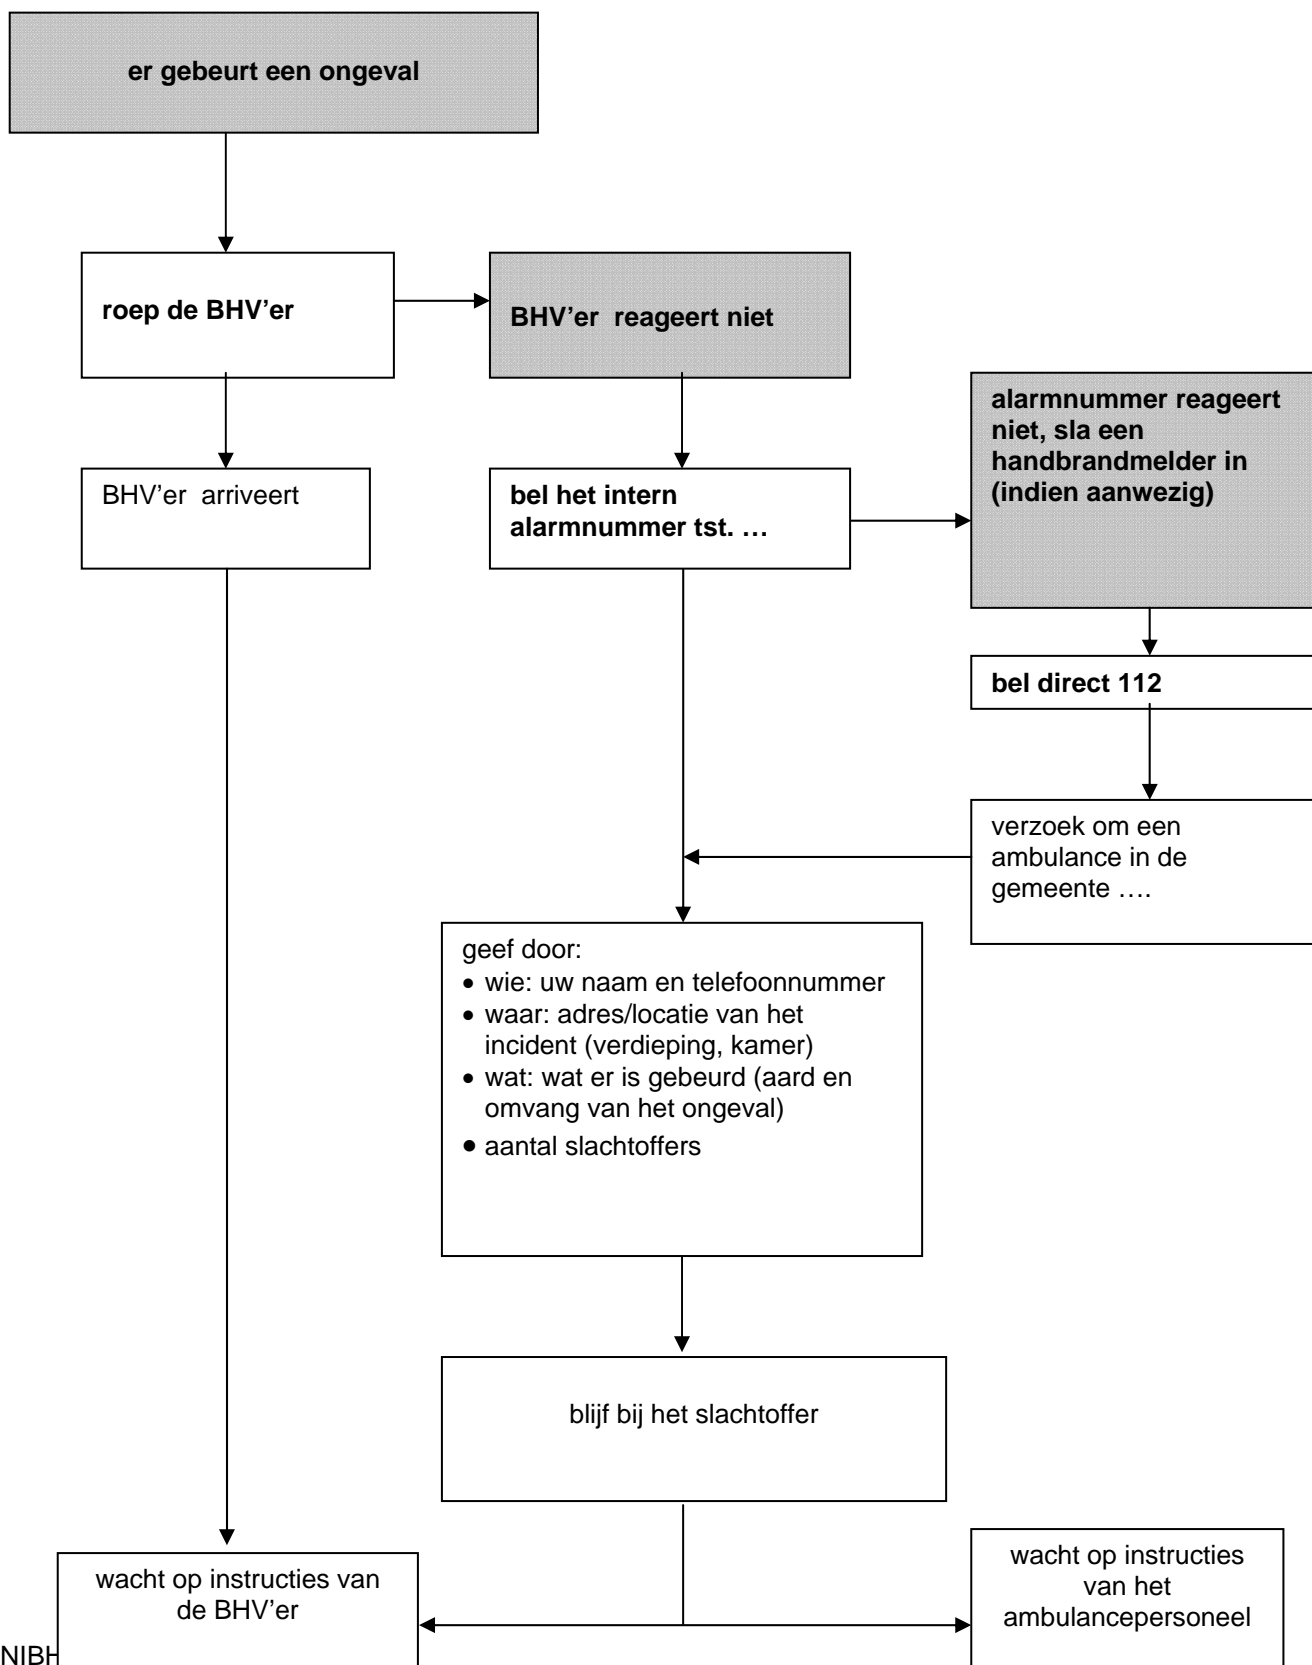 er gebeurt een ongeval
roep de BHV’er
BHV’er  reageert niet
alarmnummer reageert
niet, sla een
handbrandmelder in
(indien aanwezig)
BHV’er  arriveert
bel het intern
alarmnummer tst. …
bel direct 112
verzoek om een
ambulance in de
gemeente ….
geef door:
• wie: uw naam en telefoonnummer
• waar: adres/locatie van het
incident (verdieping, kamer)
• wat: wat er is gebeurd (aard en
omvang van het ongeval)
• aantal slachtoffers
blijf bij het slachtoffer
wacht op instructies van
de BHV’er
wacht op instructies
van het
ambulancepersoneel